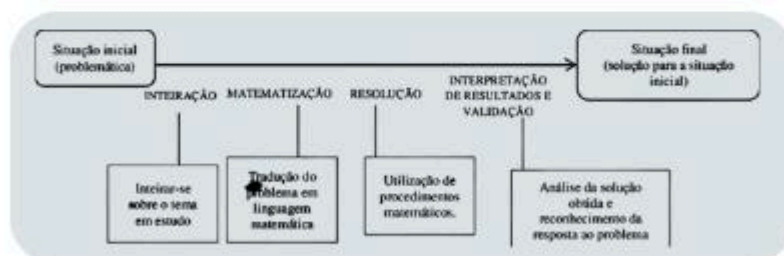 Situação inicial
(problemática)
Situação final
(solução para a situação
inicial)
INTEIRAÇÃO
MATEMATIZAÇÃO
RESOLUÇÃO
INTERPRETAÇÃO
DE RESULTADOS E
VALIDAÇÃO
Inteirar-se
sobre o tema
em estudo
Tradução do
problema em
linguagem
matemática
Utilização de
procedimentos
matemáticos.
Análise da solução
obtida e
reconhecimento da
resposta ao problema